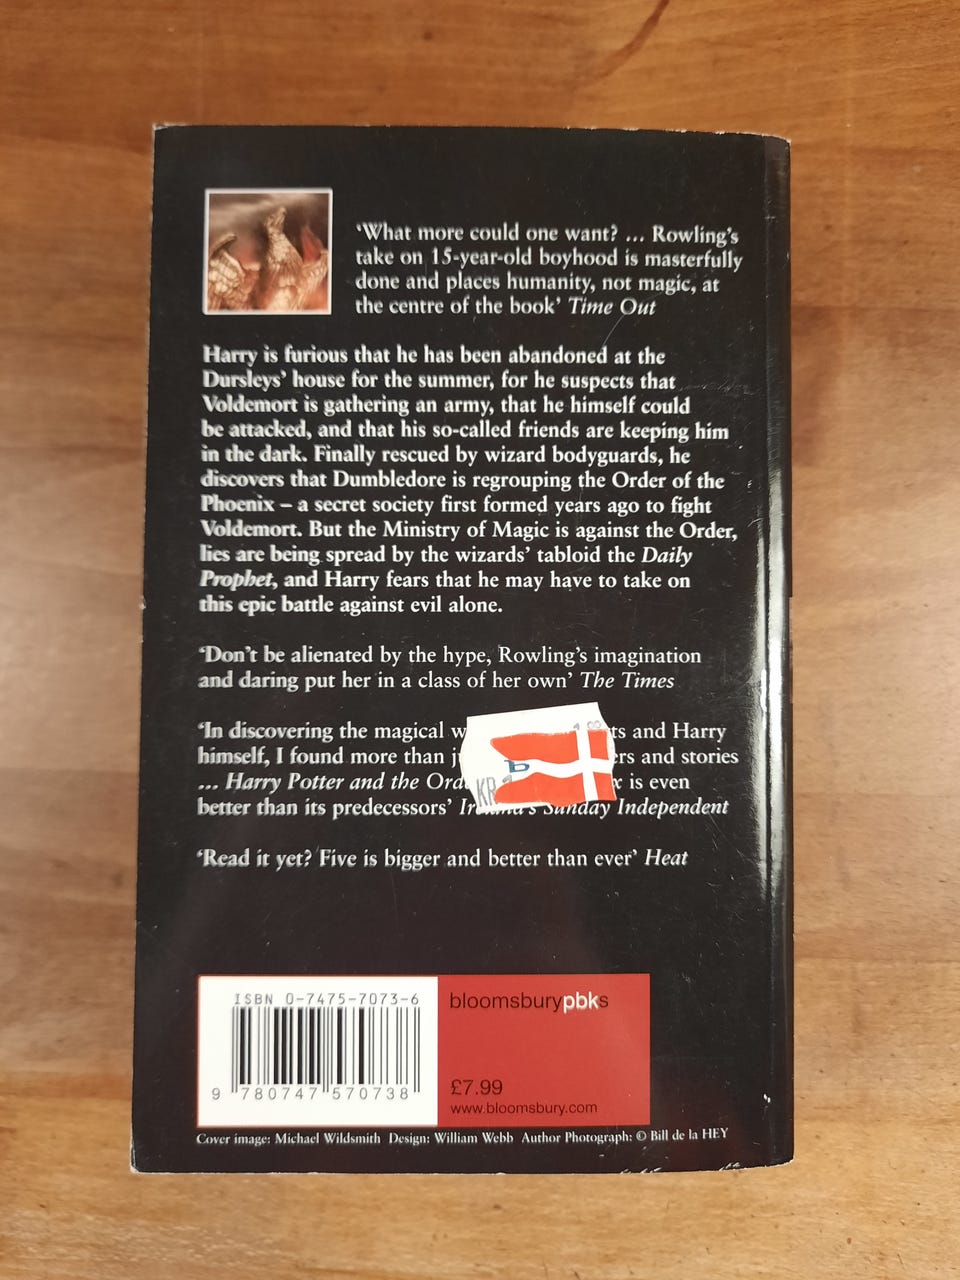 ‘What more could one want? ... Rowling’s
take on 15-year-old boyhood is masterfully
done and places humanity, not magic, at
the centre of the book’ Time Out
Harry is furious that he has been abandoned at the
Dursleys’ house for the summer, for he suspects that
Voldemort is gathering an army, that he himself could
be attacked, and that his so-called friends are keeping him
in the dark. Finally rescued by wizard bodyguards, he
discovers that Dumbledore is regrouping the Order of the
Phoenix – a secret society first formed years ago to fight
Voldemort. But the Ministry of Magic is against the Order,
lies are being spread by the wizards’ tabloid the Daily
Prophet, and Harry fears that he may have to take on
this epic battle against evil alone.
‘Don’t be alienated by the hype, Rowling’s imagination
and daring put her in a class of her own’ The Times
‘In discovering the magical and Harry
himself, I found more than and stories
... Harry Potter and the is even
better than its predecessors’ Ireland’s Sunday Independent
KR
b
‘Read it yet? Five is bigger and better than ever’ Heat
ISBN 0-7475-7073-6
9 780747 570738
bloomsburypbks
£7.99
www.bloomsbury.com
Cover image: Michael Wildsmith Design: William Webb Author Photograph: © Bill de la HEY